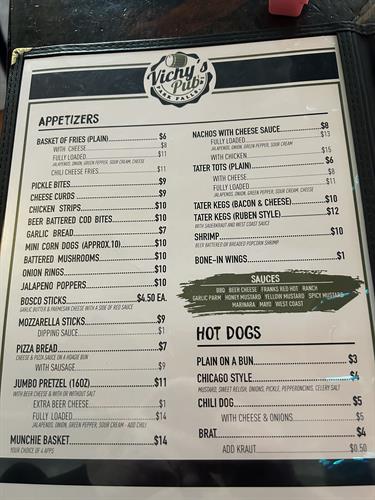 Vichy's
Pub
PARK FALLS
APPETIZERS
BASKET OF FRIES (PLAIN) $6
WITH CHEESE $8
FULLY LOADED $11
JALAPENOS, ONION, GREEN PEPPER, SOUR CREAM, CHEESE
CHILI CHEESE FRIES $11
PICKLE BITES $9
CHEESE CURDS $9
CHICKEN STRIPS $10
BEER BATTERED COD BITES $10
GARLIC BREAD $7
MINI CORN DOGS (APPROX.10) $10
BATTERED MUSHROOMS $10
ONION RINGS $10
JALAPENO POPPERS $10
BOSCO STICKS $4.50 EA.
GARLIC BUTTER & PARMESAN CHEESE WITH A SIDE OF RED SAUCE
MOZZARELLA STICKS $9
DIPPING SAUCE $1
PIZZA BREAD $7
CHEESE & PIZZA SAUCE ON A HOAGIE BUN
WITH SAUSAGE $9
JUMBO PRETZEL (16OZ) $11
WITH BEER CHEESE & WITH OR WITHOUT SALT
EXTRA BEER CHEESE $1
FULLY LOADED $14
JALAPENOS, ONION, GREEN PEPPER, SOUR CREAM - ADD CHILI
MUNCHIE BASKET $14
YOUR CHOICE OF 4 APPS
NACHOS WITH CHEESE SAUCE $8
FULLY LOADED $13
JALAPENOS, ONION, GREEN PEPPER, SOUR CREAM
WITH CHICKEN $15
TATER TOTS (PLAIN) $6
WITH CHEESE $8
FULLY LOADED $11
JALAPENOS, ONION, GREEN PEPPER, SOUR CREAM, CHEESE
TATER KEGS (BACON & CHEESE) $10
TATER KEGS (RUBEN STYLE) $12
WITH SAUERKRAUT AND WEST COAST SAUCE
SHRIMP $10
BEER BATTERED OR BREADED POPCORN SHRIMP
BONE-IN WINGS $1
SAUCES
BBQ BEER CHEESE FRANKS RED HOT RANCH
GARLIC PARM HONEY MUSTARD YELLOW MUSTARD SPICY MUSTARD
MARINARA MAYO WEST COAST
HOT DOGS
PLAIN ON A BUN $3
CHICAGO STYLE $4
MUSTARD, SWEET RELISH, ONIONS, PICKLE, PEPPERONCINIS, CELERY SALT
CHILI DOG $5
WITH CHEESE & ONIONS $5
BRAT $4
ADD KRAUT $0.50